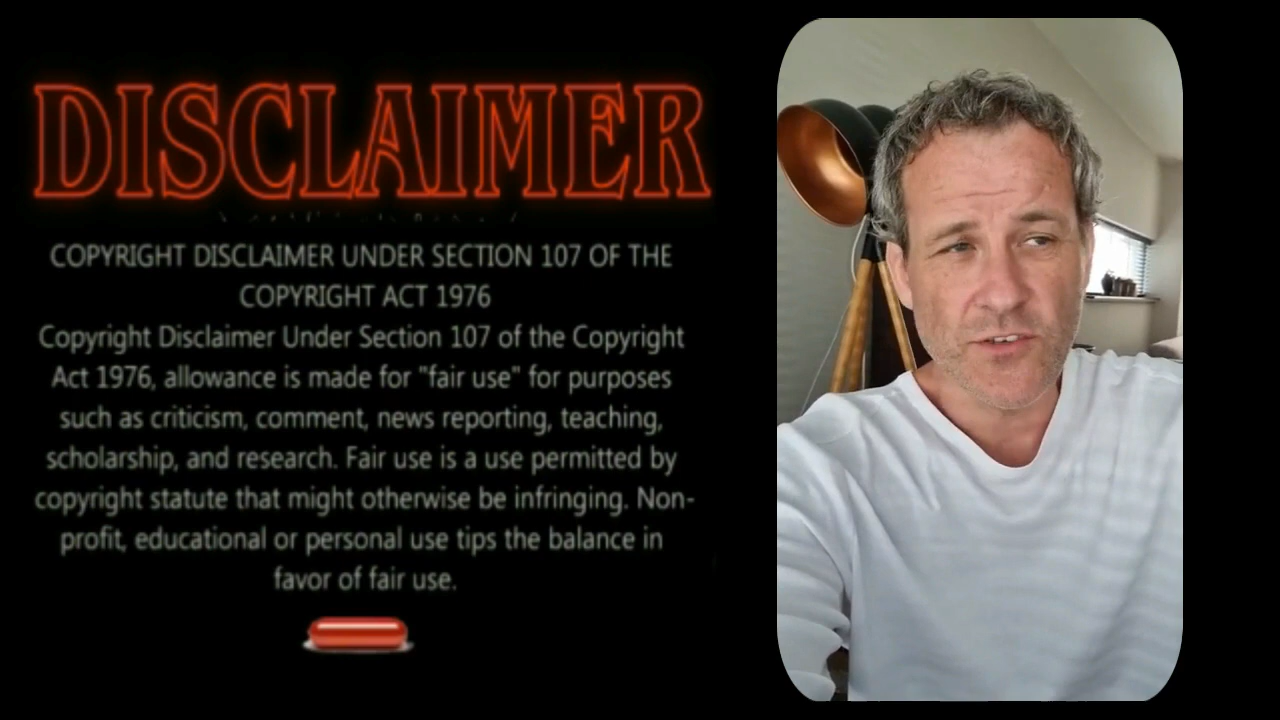 DISCLAIMER
COPYRIGHT DISCLAIMER UNDER SECTION 107 OF THE
COPYRIGHT ACT 1976
Copyright Disclaimer Under Section 107 of the Copyright
Act 1976, allowance is made for "fair use" for purposes
such as criticism, comment, news reporting, teaching,
scholarship, and research. Fair use is a use permitted by
copyright statute that might otherwise be infringing. Non-
profit, educational or personal use tips the balance in
favor of fair use.